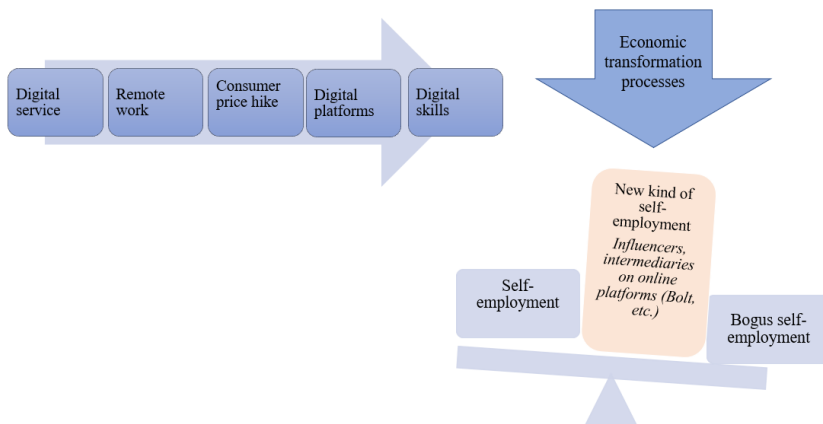 Digital
service
Remote
work
Consumer
price hike
Digital
platforms
Digital
skills
Economic
transformation
processes
New kind of
self-
employment
Influencers,
intermediaries
on online
platforms (Bolt,
etc.)
Self-
employment
Bogus self-
employment